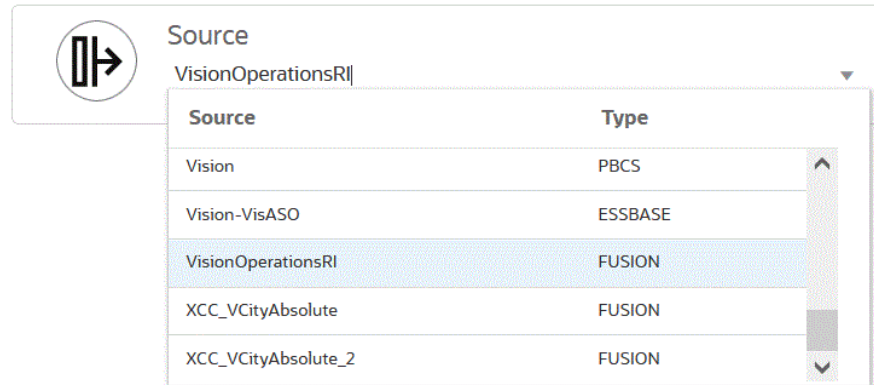 Source
VisionOperationsRI
Source Type
Vision PBCS
Vision-VisASO ESSBASE
VisionOperationsRI FUSION
XCC_VCityAbsolute FUSION
XCC_VCityAbsolute_2 FUSION